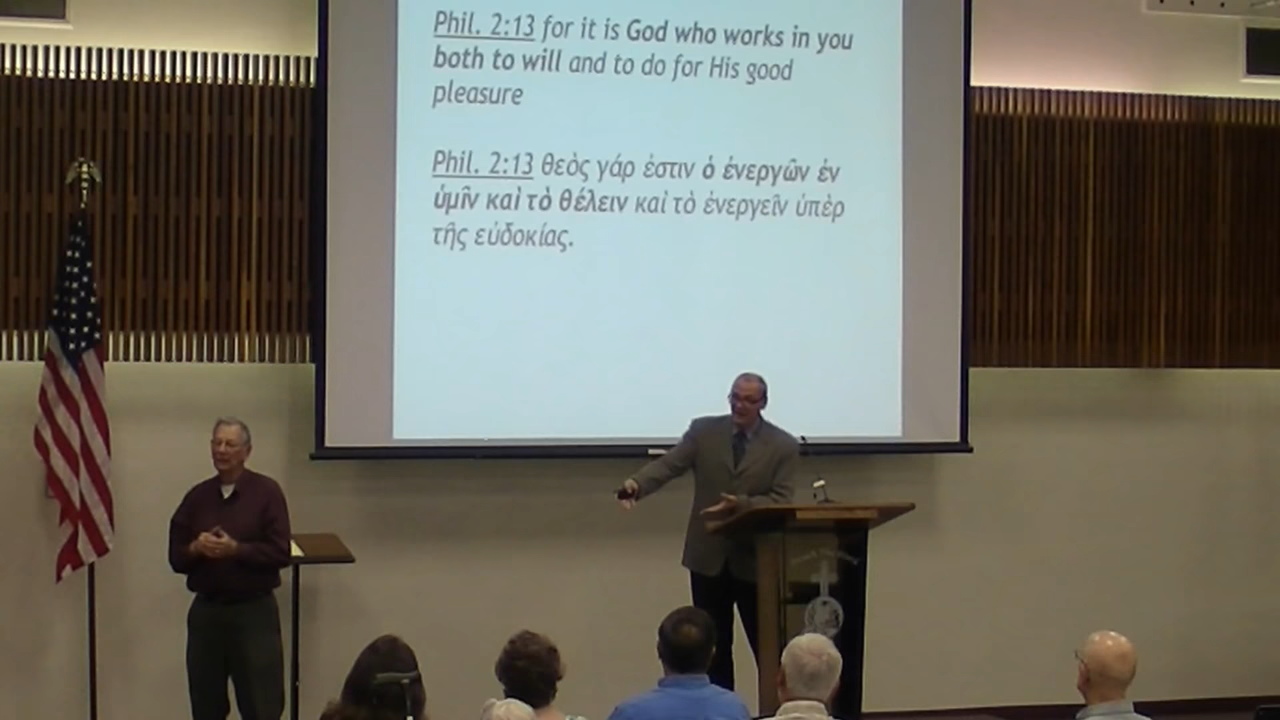 Phil. 2:13 for it is God who works in you
both to will and to do for His good
pleasure
Phil. 2:13 θεὸς γάρ ἐστιν ὁ ἐνεργῶν ἐν
ὑμῖν καὶ τὸ θέλειν καὶ τὸ ἐνεργεῖν ὑπὲρ
τῆς εὐδοκίας.